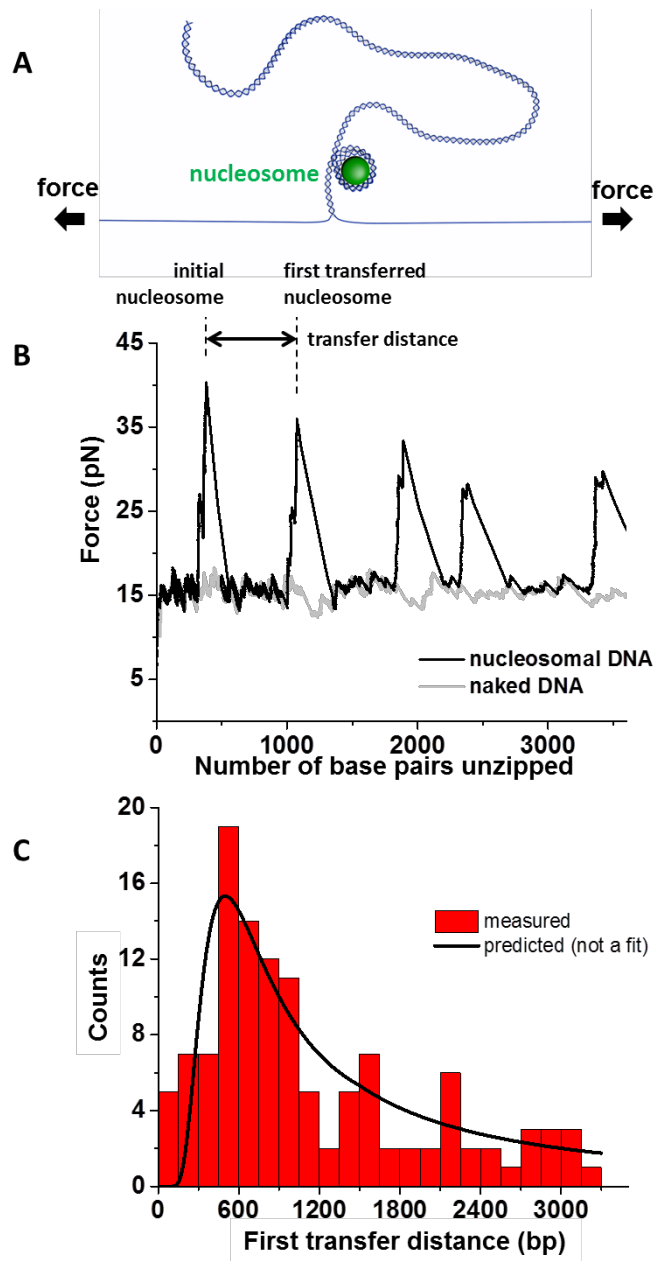 A
nucleosome
force
force
initial
nucleosome
first transferred
nucleosome
transfer distance
B
45
35
25
15
5
Force (pN)
nucleosomal DNA
naked DNA
0
1000
2000
3000
Number of base pairs unzipped
C
20
16
12
8
4
0
Counts
measured
predicted (not a fit)
0
600
1200
1800
2400
3000
First transfer distance (bp)